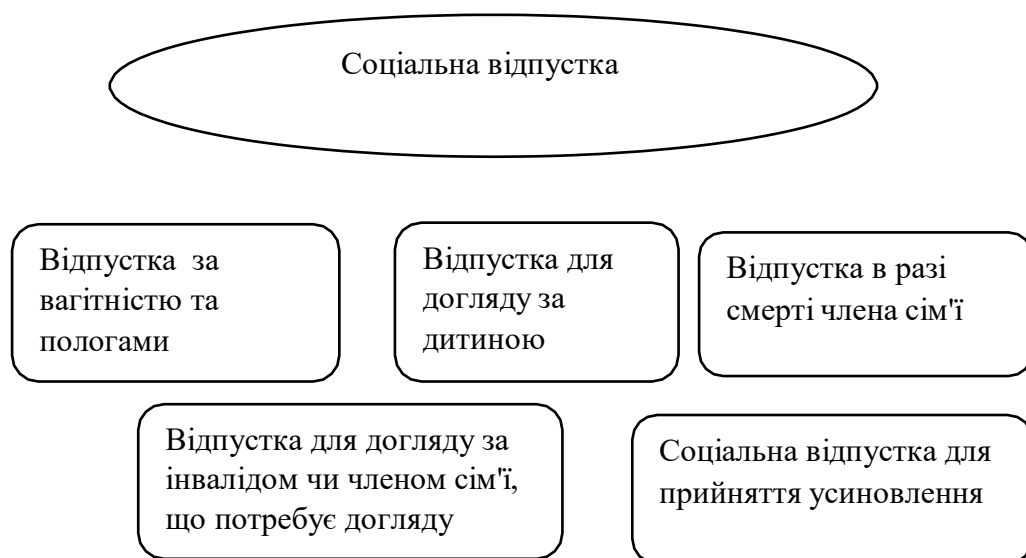 Соціальна відпустка
Відпустка за
вагітністю та
пологами
Відпустка для
догляду за
дитиною
Відпустка в разі
смерті члена сім'ї
Відпустка для догляду за
інвалідом чи членом сім'ї,
що потребує догляду
Соціальна відпустка для
прийняття усиновлення